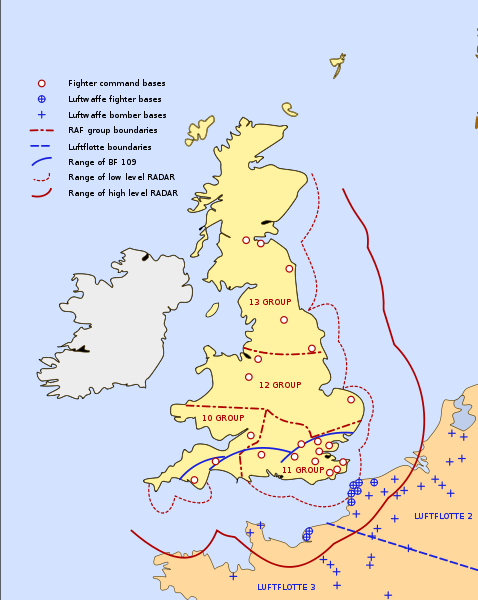 Fighter command bases
Luftwaffe fighter bases
Luftwaffe bomber bases
RAF group boundaries
Luftflotte boundaries
Range of BF 109
Range of low level RADAR
Range of high level RADAR
13 GROUP
12 GROUP
10 GROUP
11 GROUP
LUFTFLOTTE 2
LUFTFLOTTE 3